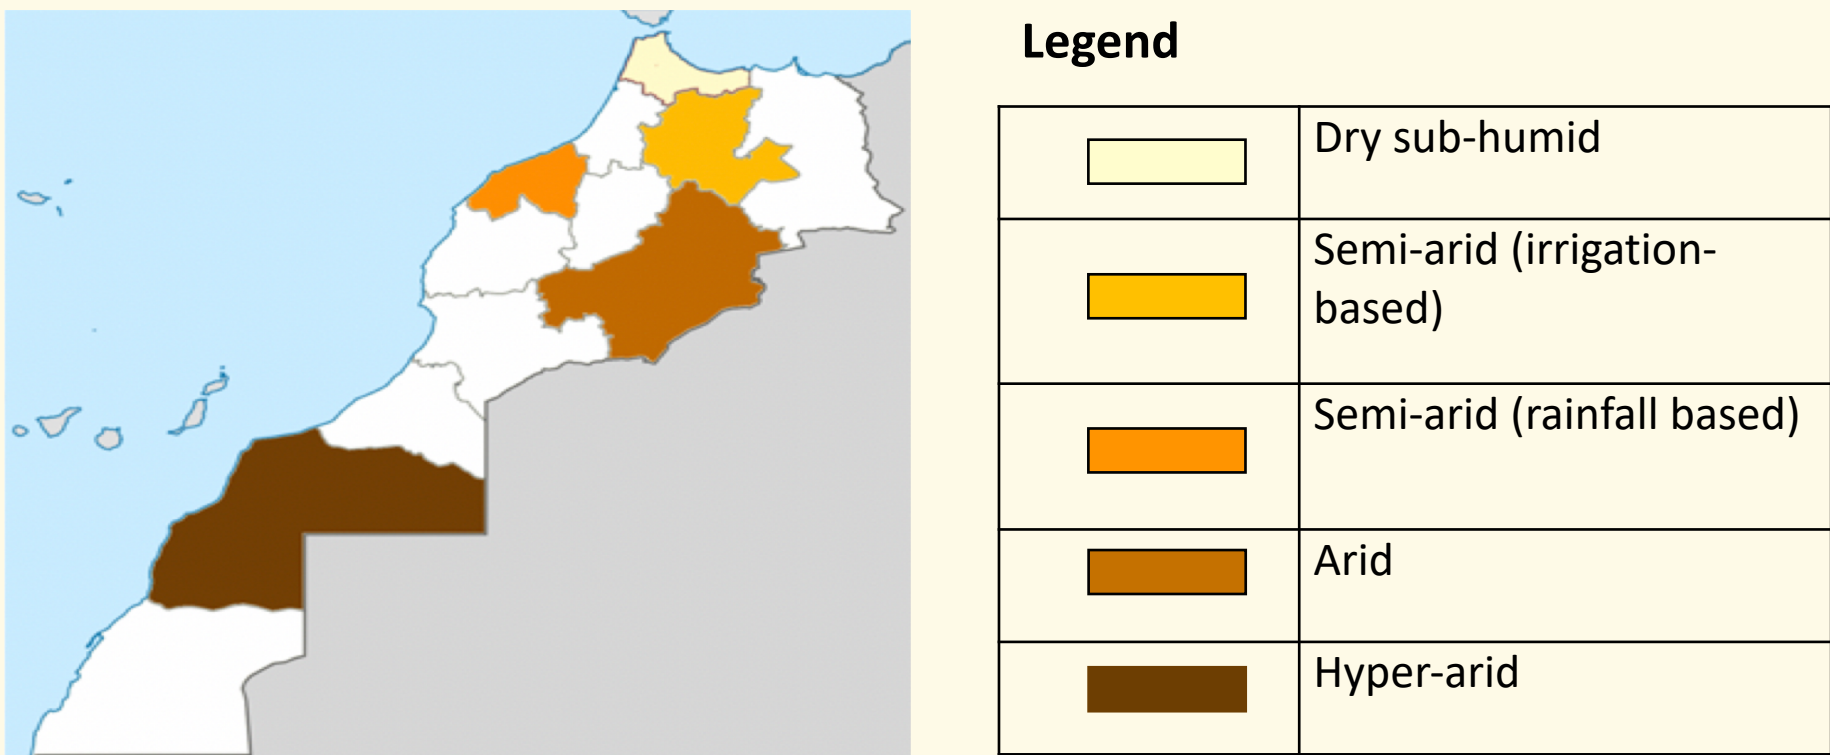 Legend
Dry sub-humid
Semi-arid (irrigation-
based)
Semi-arid (rainfall based)
Arid
Hyper-arid